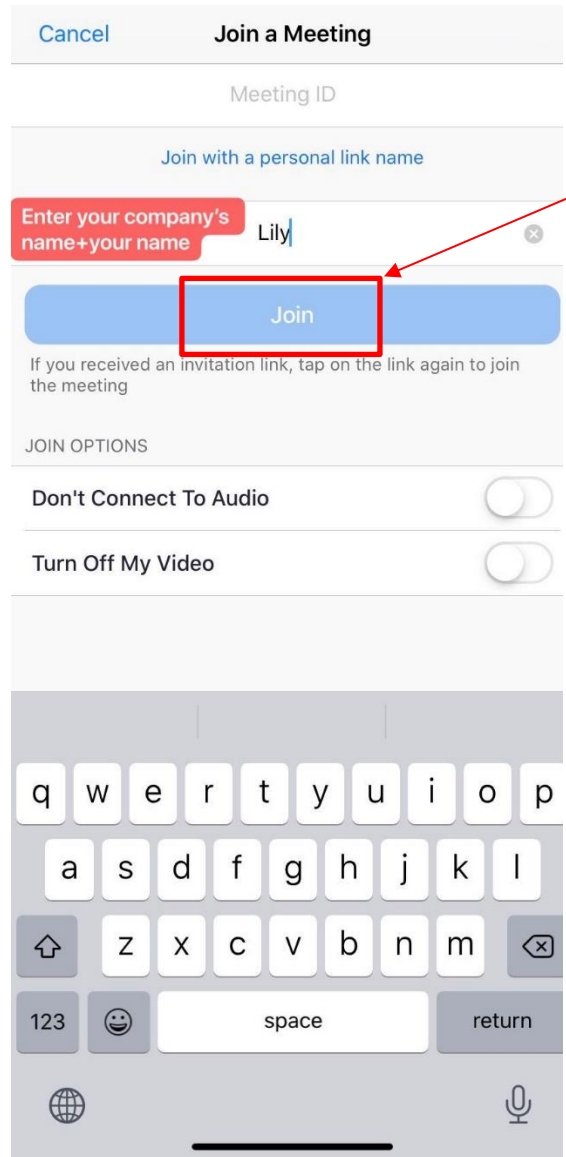 Cancel Join a Meeting
Meeting ID
Join with a personal link name
Enter your company's
name+your name
Lily
Join
If you received an invitation link, tap on the link again to join
the meeting
JOIN OPTIONS
Don't Connect To Audio
Turn Off My Video
q w e r t y u i o p
a s d f g h j k l
z x c v b n m
123 space return